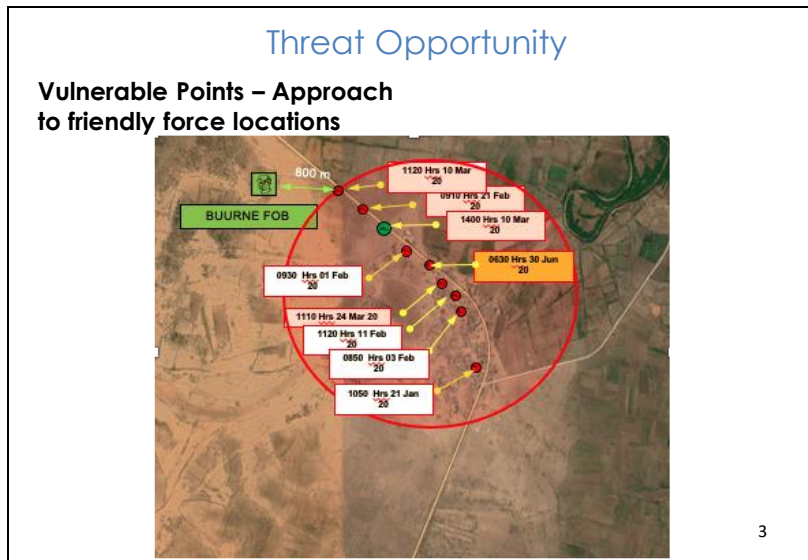 Threat Opportunity
Vulnerable Points – Approach
to friendly force locations
800 m
BUURNE FOB
1120 Hrs 10 Mar
20
0910 Hrs 21 Feb
20
1400 Hrs 10 Mar
20
0630 Hrs 30 Jun
20
0930 Hrs 01 Feb
20
1110 Hrs 24 Mar 20
1120 Hrs 11 Feb
20
0850 Hrs 03 Feb
20
1050 Hrs 21 Jan
20
3